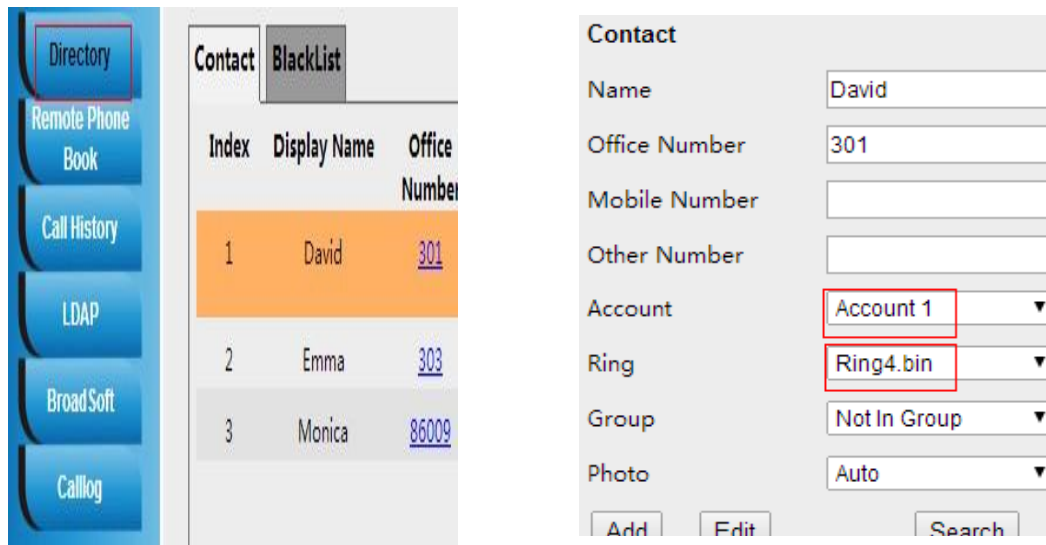 Directory
Remote Phone
Book
Call History
LDAP
BroadSoft
Calllog
Contact BlackList
Index Display Name Office
Number
1 David 301
2 Emma 303
3 Monica 86009
Contact
Name David
Office Number 301
Mobile Number
Other Number
Account Account 1
Ring Ring4.bin
Group Not In Group
Photo Auto
Add Edit Search